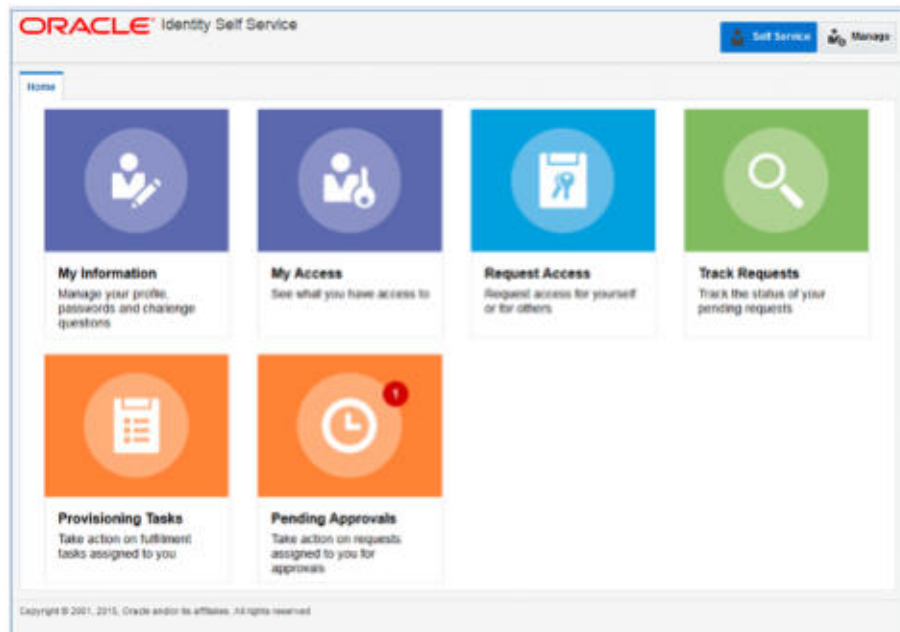 ORACLE® Identity Self Service
Self Service
Manage
Home
My Information
Manage your profile,
passwords and challenge
questions
My Access
See what you have access to
Request Access
Request access for yourself
or for others
Track Requests
Track the status of your
pending requests
1
Provisioning Tasks
Take action on fulfilment
tasks assigned to you
Pending Approvals
Take action on requests
assigned to you for
approvals
Copyright © 2001, 2015, Oracle and/or its affiliates. All rights reserved.